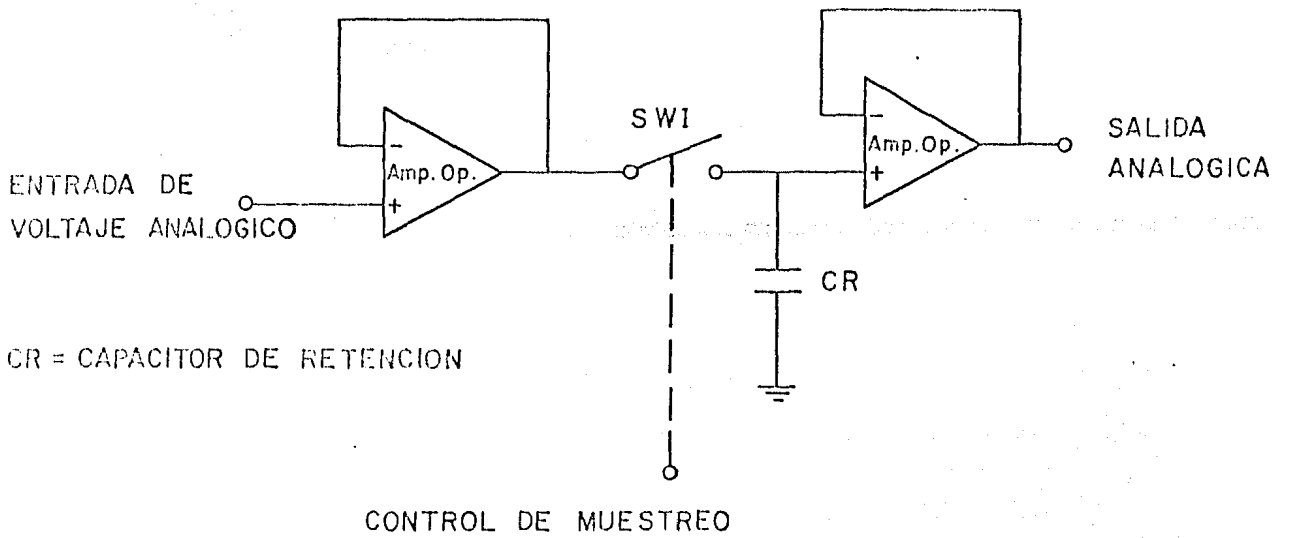 SWI
-
Amp. Op.
+
-
Amp. Op.
+
SALIDA
ANALOGICA
ENTRADA DE
VOLTAJE ANALOGICO
CR
CR = CAPACITOR DE RETENCION
CONTROL DE MUESTREO